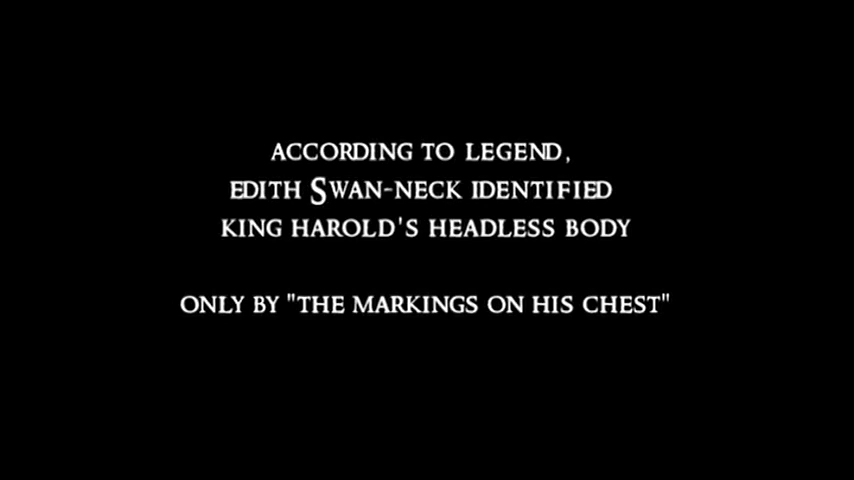 ACCORDING TO LEGEND,
EDITH SWAN-NECK IDENTIFIED
KING HAROLD'S HEADLESS BODY
ONLY BY "THE MARKINGS ON HIS CHEST"